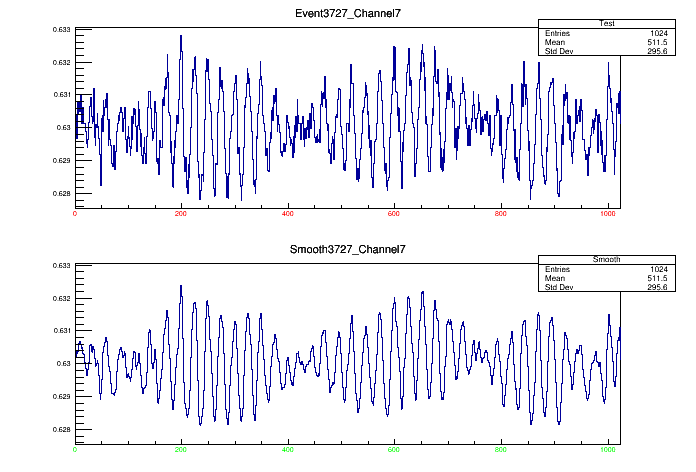 Event3727_Channel7
Test
Entries 1024
Mean 511.5
Std Dev 295.6
0.633
0.632
0.631
0.63
0.629
0.628
0 200 400 600 800 1000
Smooth3727_Channel7
Smooth
Entries 1024
Mean 511.5
Std Dev 295.6
0.633
0.632
0.631
0.63
0.629
0.628
0 200 400 600 800 1000